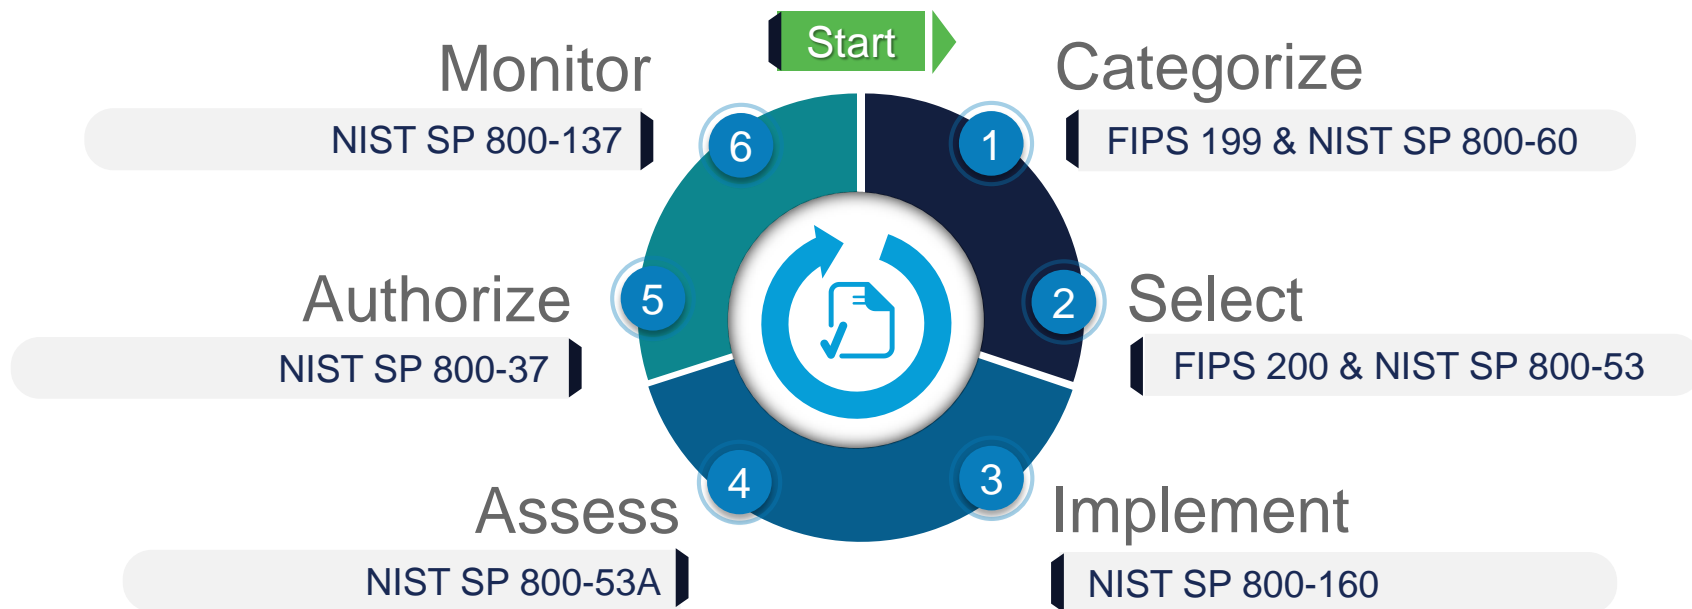 Start
Categorize
1
FIPS 199 & NIST SP 800-60
2
Select
FIPS 200 & NIST SP 800-53
3
Implement
NIST SP 800-160
4
Assess
NIST SP 800-53A
5
Authorize
NIST SP 800-37
6
Monitor
NIST SP 800-137